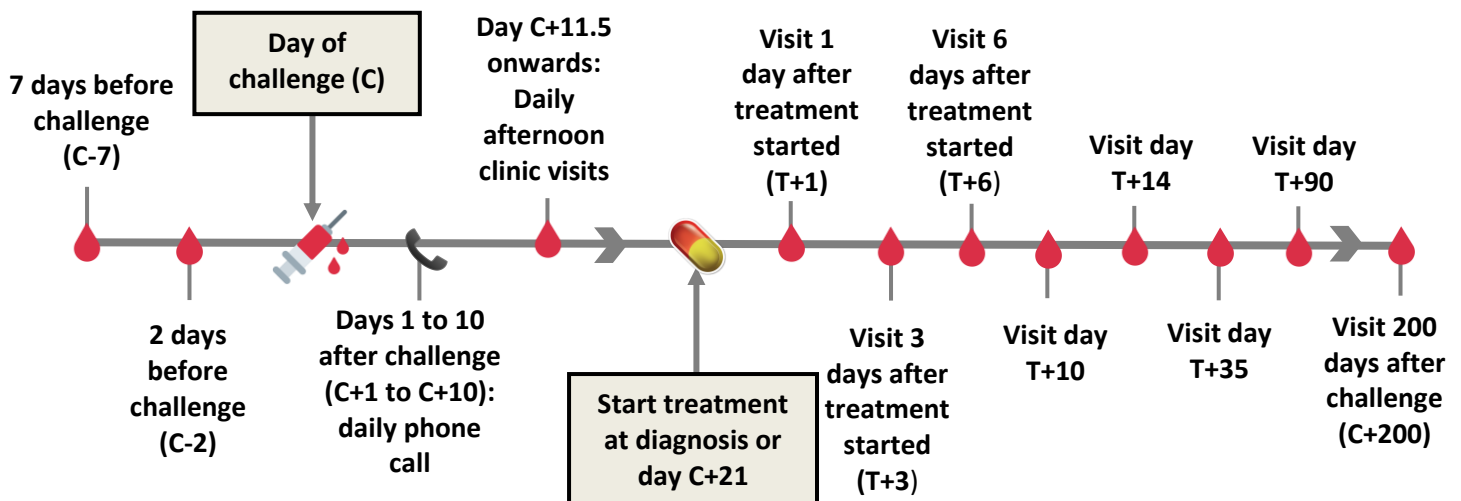 7 days before
challenge
(C-7)
2 days
before
challenge
(C-2)
Day of
challenge (C)
Days 1 to 10
after challenge
(C+1 to C+10):
daily phone
call
Day C+11.5
onwards:
Daily
afternoon
clinic visits
Start treatment
at diagnosis or
day C+21
Visit 1
day after
treatment
started
(T+1)
Visit 3
days after
treatment
started
(T+3)
Visit 6
days after
treatment
started
(T+6)
Visit day
T+10
Visit day
T+14
Visit day
T+35
Visit day
T+90
Visit 200
days after
challenge
(C+200)